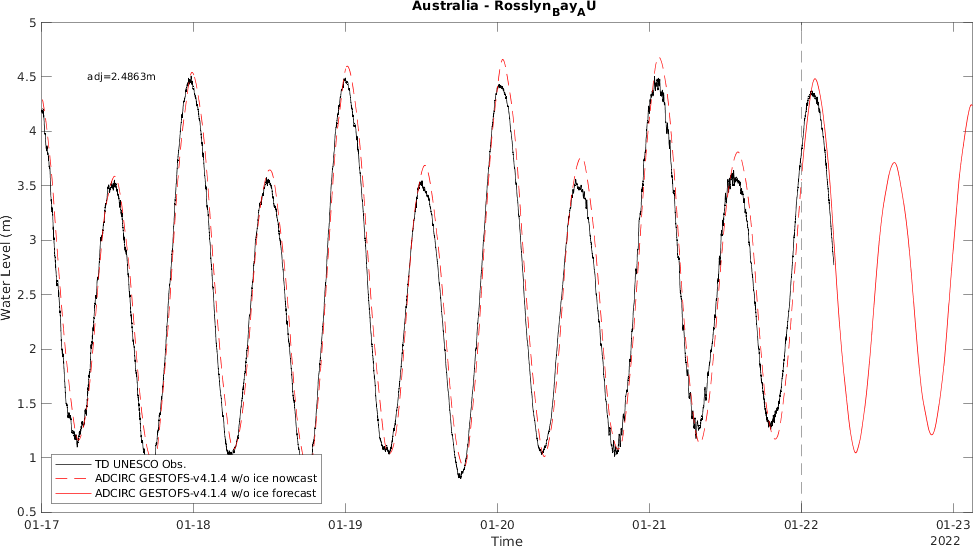 Australia - Rosslyn_Bay_AU
5
adj=2.4863m
4.5
4
3.5
3
2.5
2
1.5
1
0.5
Water Level (m)
TD UNESCO Obs.
ADCIRC GESTOFS-v4.1.4 w/o ice nowcast
ADCIRC GESTOFS-v4.1.4 w/o ice forecast
01-17 01-18 01-19 01-20 01-21 01-22 01-23
Time
2022